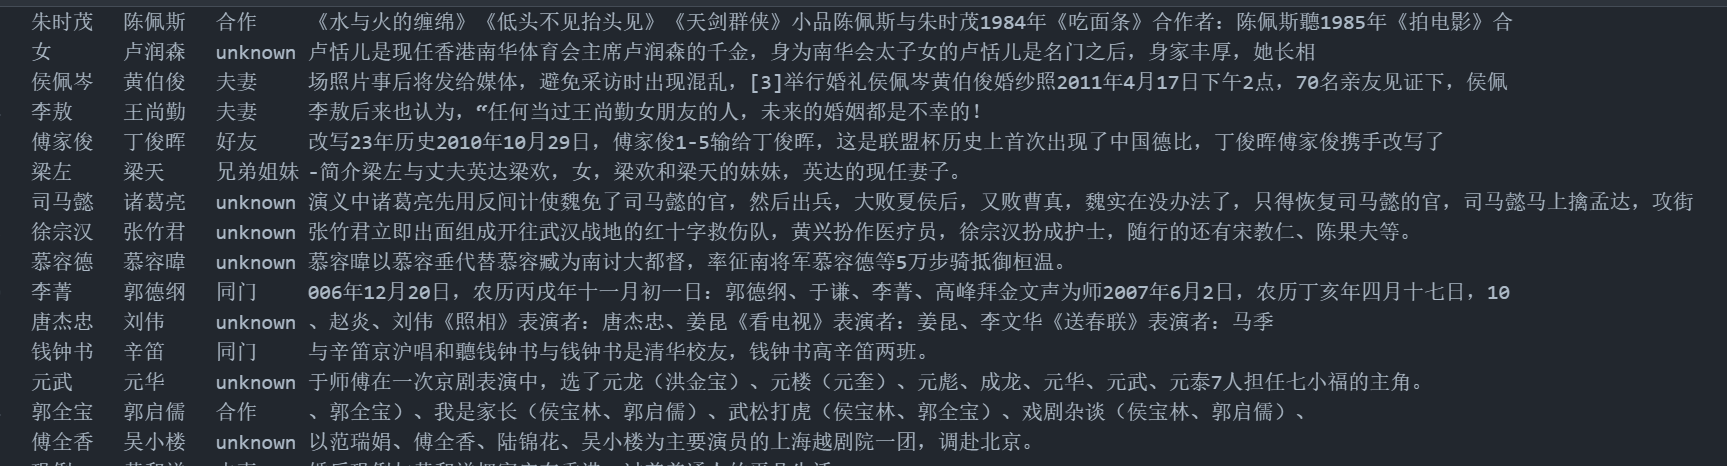 朱时茂 陈佩斯 合作 《水与火的缠绵》《低头不见抬头见》《天剑群侠》小品陈佩斯与朱时茂1984年《吃面条》合作者：陈佩斯聽1985年《拍电影》合
女 卢润森 unknown 卢恬儿是现任香港南华体育会主席卢润森的千金，身为南华会太子女的卢恬儿是名门之后，身家丰厚，她长相
侯佩岑 黄伯俊 夫妻 场照片事后将发给媒体，避免采访时出现混乱，[3]举行婚礼侯佩岑黄伯俊婚纱照2011年4月17日下午2点，70名亲友见证下，侯佩
李敖 王尚勤 夫妻 李敖后来也认为，“任何当过王尚勤女朋友的人，未来的婚姻都是不幸的！
傅家俊 丁俊晖 好友 改写23年历史2010年10月29日，傅家俊1-5输给丁俊晖，这是联盟杯历史上首次出现了中国德比，丁俊晖傅家俊携手改写了
梁左 梁天 兄弟姐妹 -简介梁左与丈夫英达梁欢，女，梁欢和梁天的妹妹，英达的现任妻子。
司马懿 诸葛亮 unknown 演义中诸葛亮先用反间计使魏免了司马懿的官，然后出兵，大败夏侯后，又败曹真，魏实在没办法了，只得恢复司马懿的官，司马懿马上擒孟达，攻街
徐宗汉 张竹君 unknown 张竹君立即出面组成开往武汉战地的红十字救伤队，黄兴扮作医疗员，徐宗汉扮成护士，随行的还有宋教仁、陈果夫等。
慕容德 慕容暐 unknown 慕容暐以慕容垂代替慕容臧为南讨大都督，率征南将军慕容德等5万步骑抵御桓温。
李菁 郭德纲 同门 006年12月20日，农历丙戌年十一月初一日：郭德纲、于谦、李菁、高峰拜金文声为师2007年6月2日，农历丁亥年四月十七日，10
唐杰忠 刘伟 unknown 、赵炎、刘伟《照相》表演者：唐杰忠、姜昆《看电视》表演者：姜昆、李文华《送春联》表演者：马季
钱钟书 辛笛 同门 与辛笛京沪唱和聽钱钟书与钱钟书是清华校友，钱钟书高辛笛两班。
元武 元华 unknown 于师傅在一次京剧表演中，选了元龙（洪金宝）、元楼（元奎）、元彪、成龙、元华、元武、元泰7人担任七小福的主角。
郭全宝 郭启儒 合作 、郭全宝）、我是家长（侯宝林、郭启儒）、武松打虎（侯宝林、郭全宝）、戏剧杂谈（侯宝林、郭启儒）、
傅全香 吴小楼 unknown 以范瑞娟、傅全香、陆锦花、吴小楼为主要演员的上海越剧院一团，调赴北京。